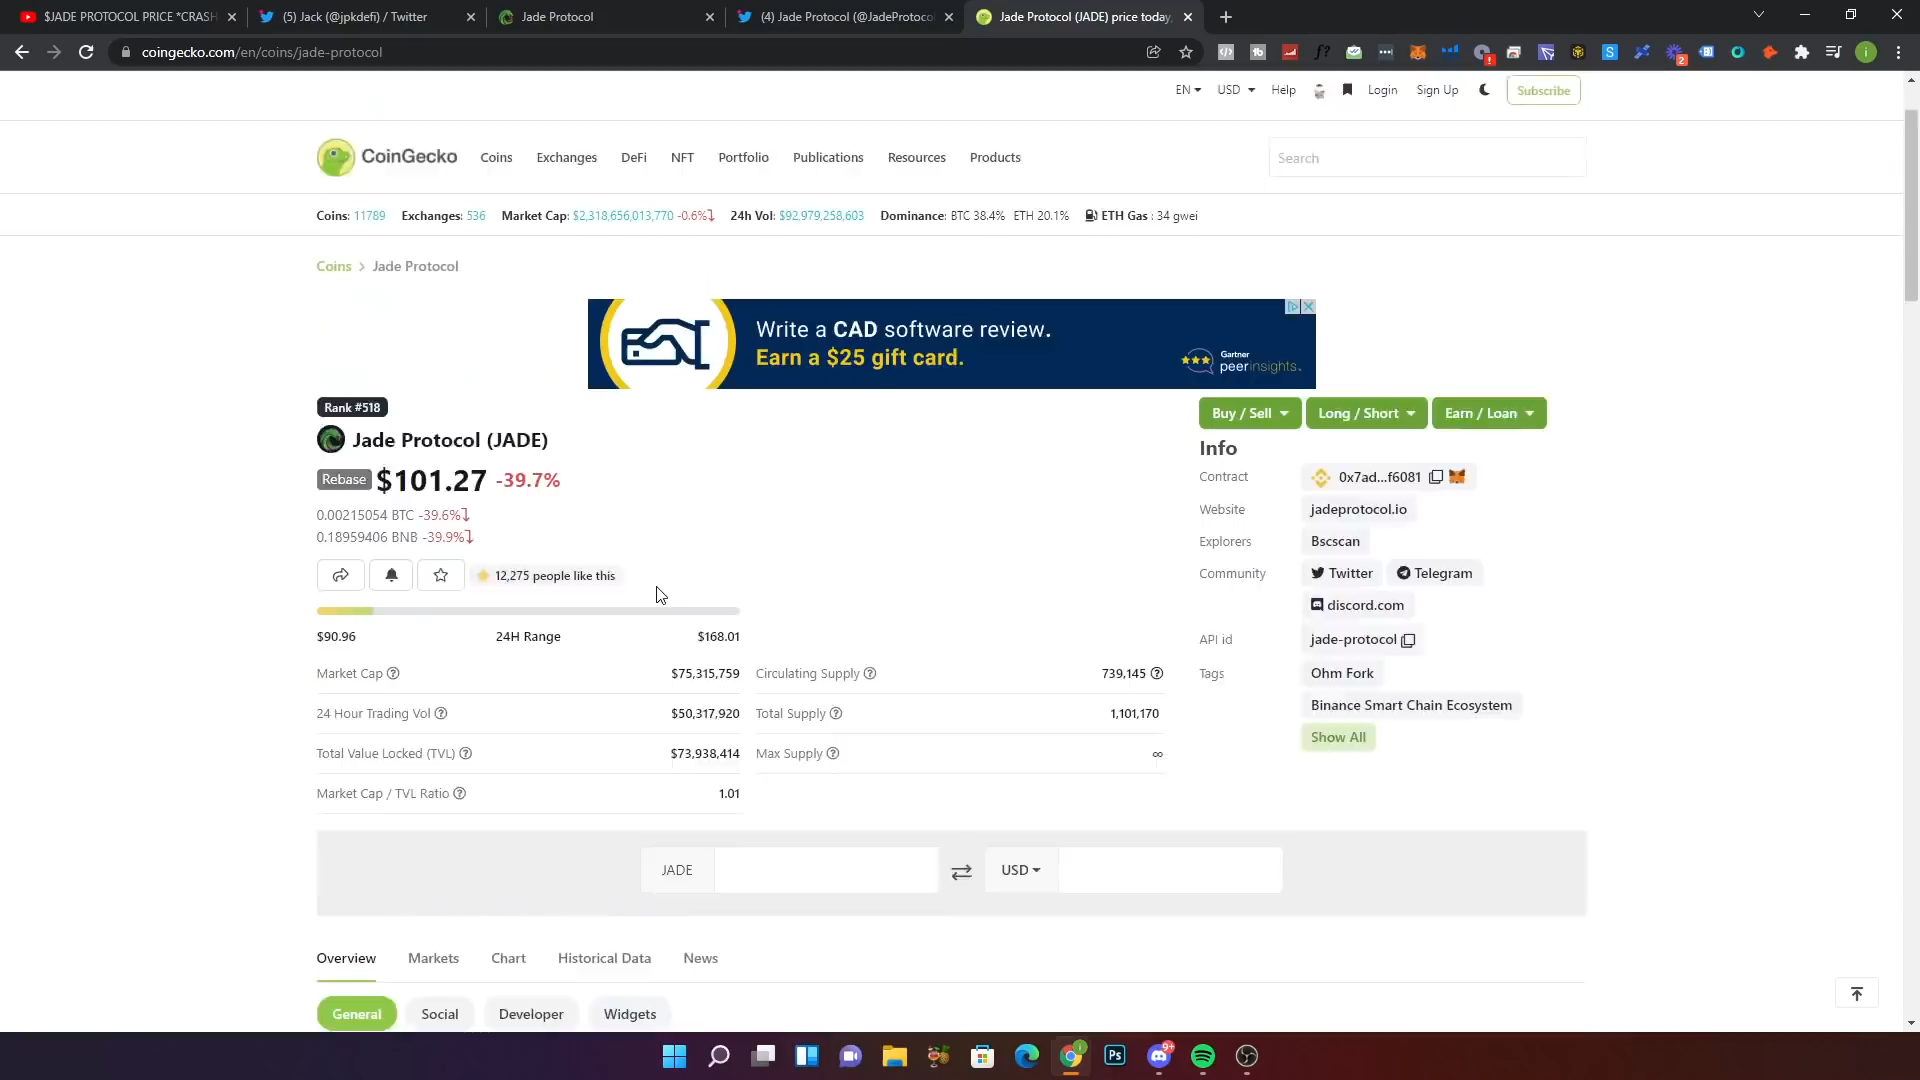 $JADE PROTOCOL PRICE *CRASH
(5) Jack (@jpkdefi) / Twitter
Jade Protocol
(4) Jade Protocol (@JadeProtocol
Jade Protocol (JADE) price today,
coingecko.com/en/coins/jade-protocol
EN
USD
Help
Login
Sign Up
Subscribe
CoinGecko
Coins
Exchanges
DeFi
NFT
Portfolio
Publications
Resources
Products
Search
Coins: 11789
Exchanges: 536
Market Cap: $2,318,656,013,770 -0.6%
24h Vol: $92,979,258,603
Dominance: BTC 38.4% ETH 20.1%
ETH Gas : 34 gwei
Coins > Jade Protocol
Write a CAD software review.
Earn a $25 gift card.
Gartner
peerinsights.
Rank #518
Jade Protocol (JADE)
Rebase $101.27 -39.7%
0.00215054 BTC -39.6%
0.18959406 BNB -39.9%
12,275 people like this
$90.96
24H Range
$168.01
Market Cap
$75,315,759
24 Hour Trading Vol
$50,317,920
Total Value Locked (TVL)
$73,938,414
Market Cap / TVL Ratio
1.01
Circulating Supply
739,145
Total Supply
1,101,170
Max Supply
∞
Buy / Sell
Long / Short
Earn / Loan
Info
Contract
0x7ad...f6081
Website
jadeprotocol.io
Explorers
Bscscan
Community
Twitter
Telegram
discord.com
API id
jade-protocol
Tags
Ohm Fork
Binance Smart Chain Ecosystem
Show All
JADE
USD
Overview
Markets
Chart
Historical Data
News
General
Social
Developer
Widgets
Ps
9+